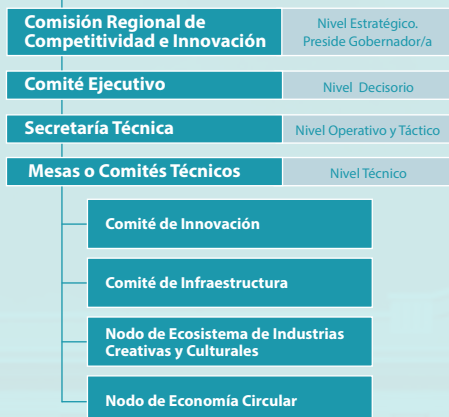 Comisión Regional de
Competitividad e Innovación
Nivel Estratégico.
Preside Gobernador/a
Comité Ejecutivo
Nivel Decisorio
Secretaría Técnica
Nivel Operativo y Táctico
Mesas o Comités Técnicos
Nivel Técnico
Comité de Innovación
Comité de Infraestructura
Nodo de Ecosistema de Industrias
Creativas y Culturales
Nodo de Economía Circular